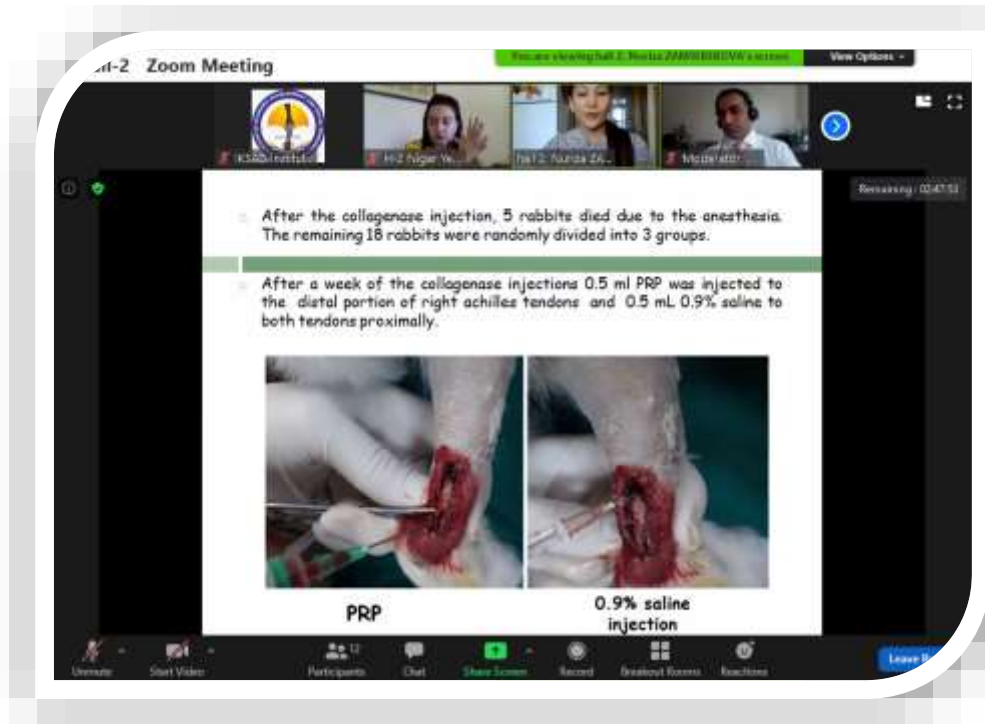 Zoom Meeting
View Options
Moderator
Remaining : 02:47:53
After the collagenase injection, 5 rabbits died due to the anesthesia.
The remaining 18 rabbits were randomly divided into 3 groups.
After a week of the collagenase injections 0.5 ml PRP was injected to
the distal portion of right achilles tendons and 0.5 mL 0.9% saline to
both tendons proximally.
PRP
0.9% saline
injection
Unmute
Start Video
Participants
12
Chat
Share Screen
Record
Breakout Rooms
Reactions
Leave